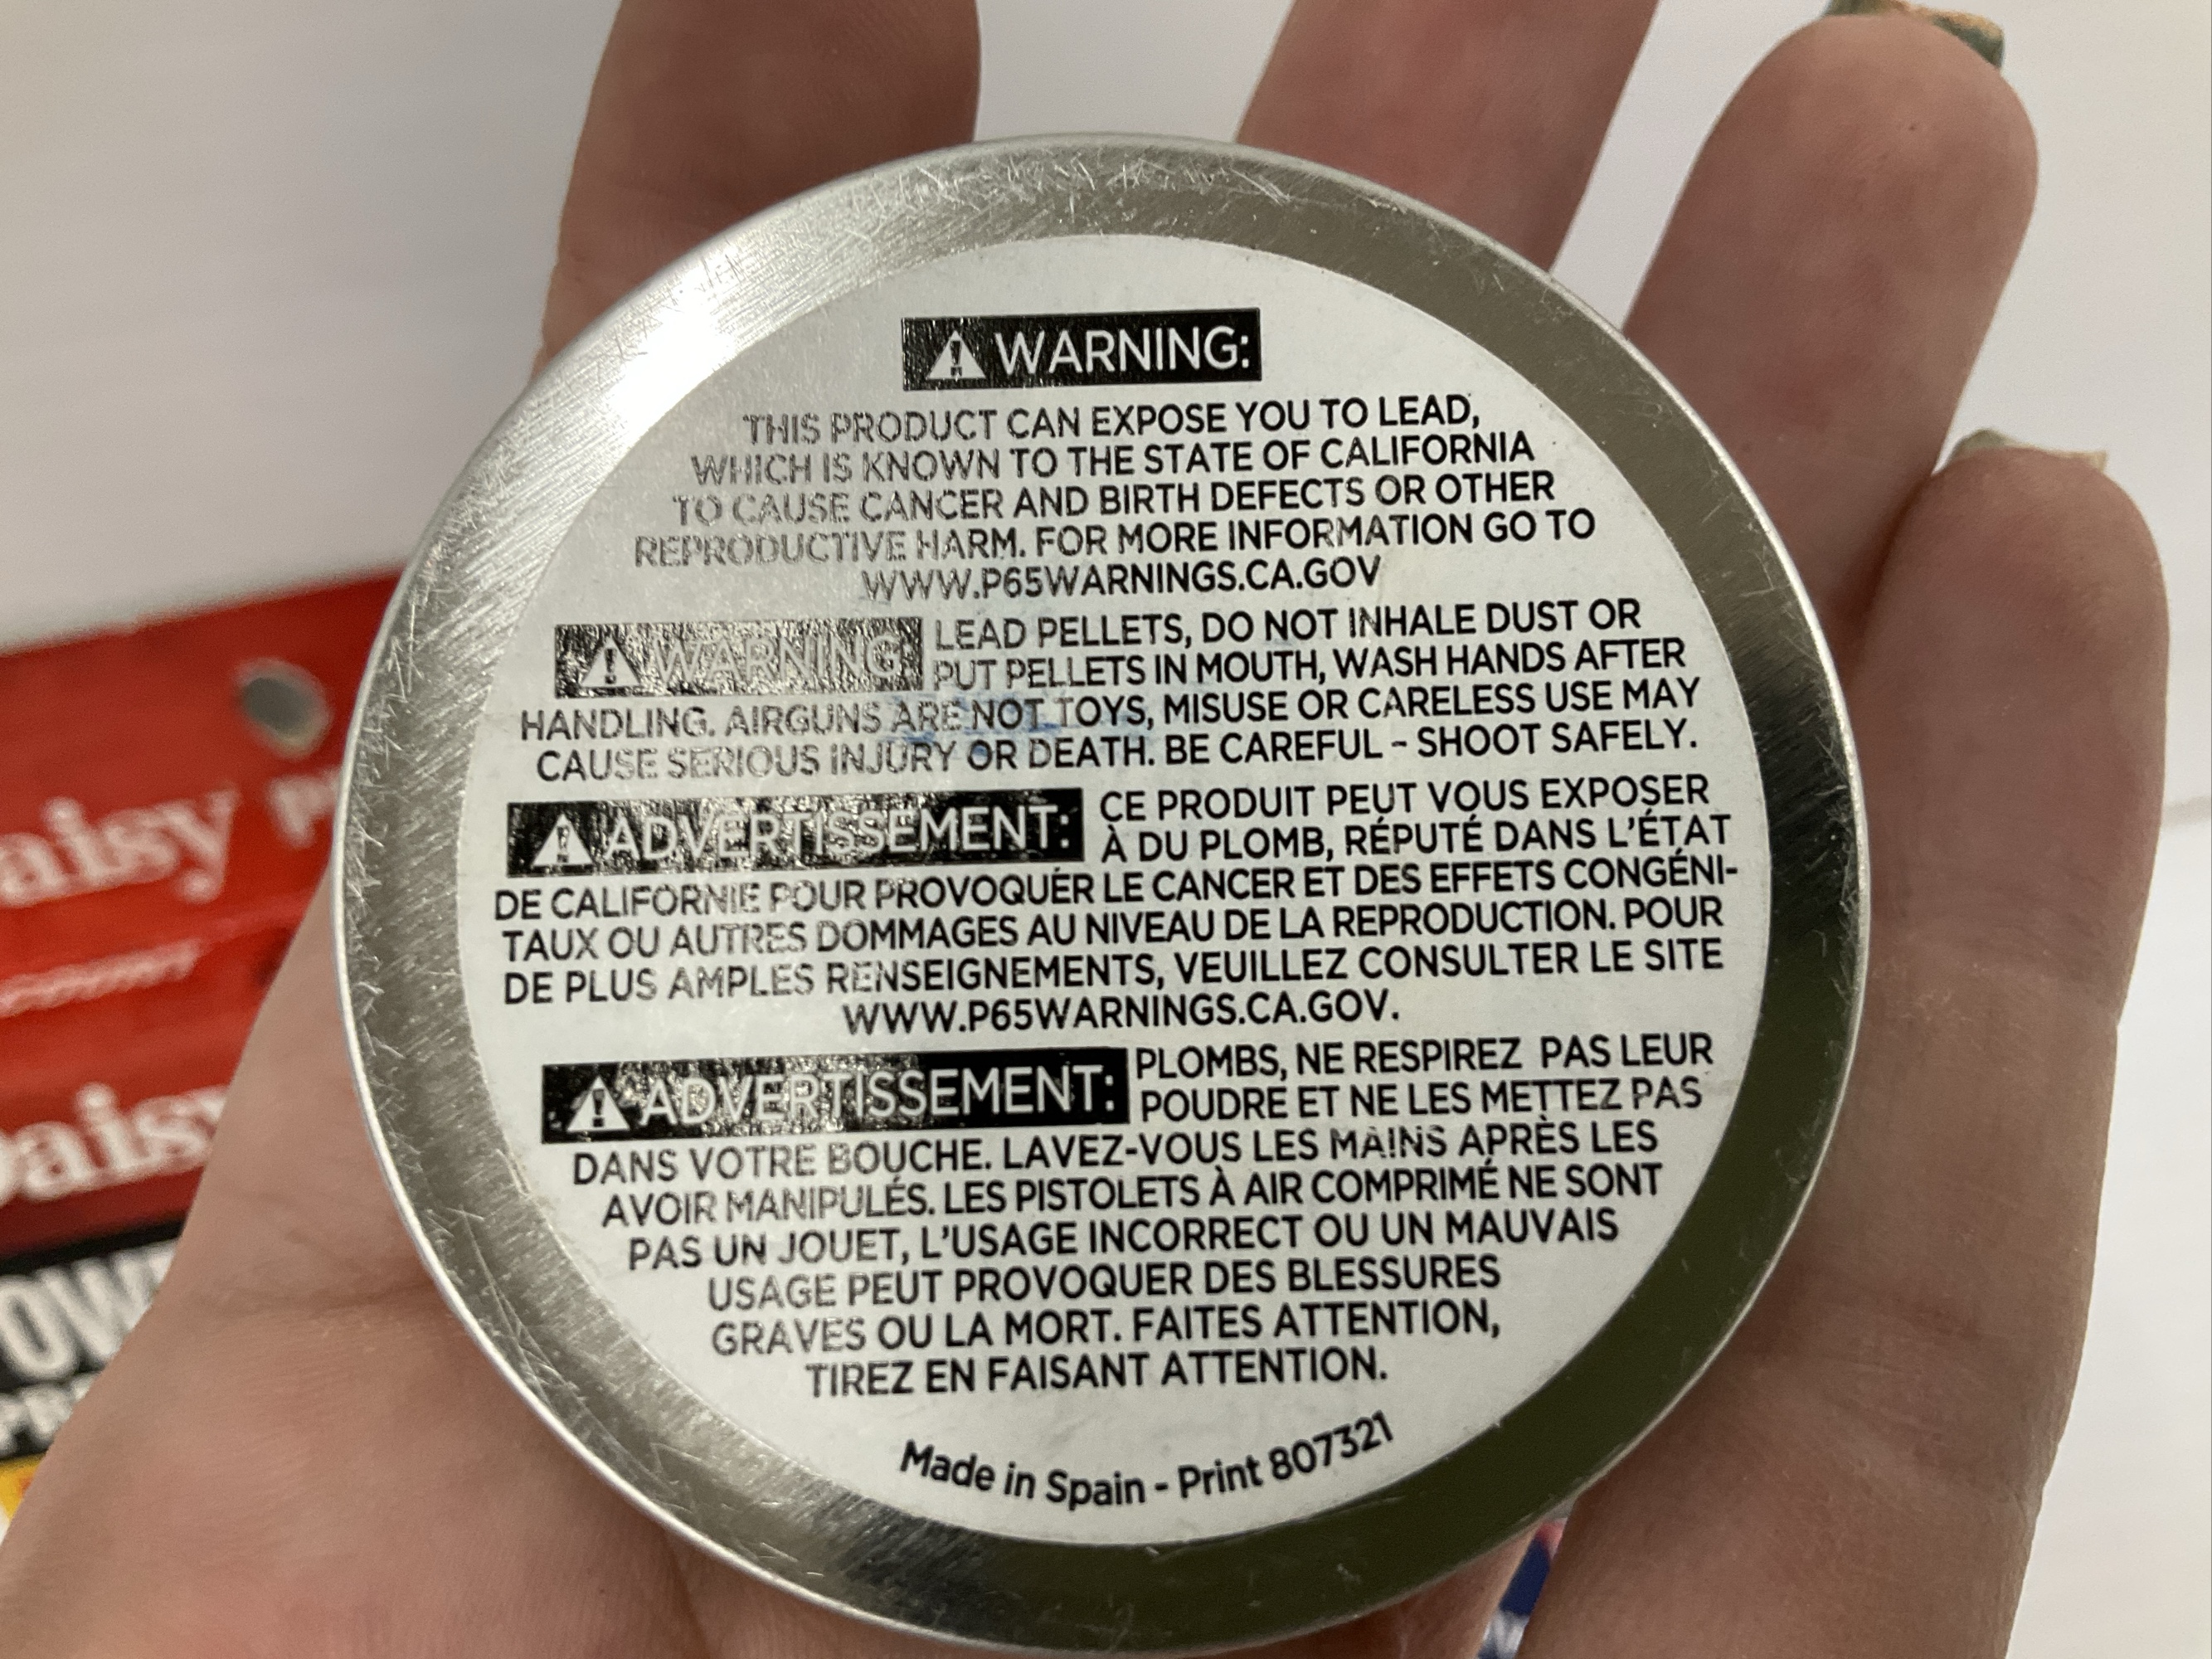 ⚠ WARNING:
THIS PRODUCT CAN EXPOSE YOU TO LEAD,
WHICH IS KNOWN TO THE STATE OF CALIFORNIA
TO CAUSE CANCER AND BIRTH DEFECTS OR OTHER
REPRODUCTIVE HARM. FOR MORE INFORMATION GO TO
WWW.P65WARNINGS.CA.GOV
⚠ WARNING: LEAD PELLETS, DO NOT INHALE DUST OR
PUT PELLETS IN MOUTH, WASH HANDS AFTER
HANDLING. AIRGUNS ARE NOT TOYS, MISUSE OR CARELESS USE MAY
CAUSE SERIOUS INJURY OR DEATH. BE CAREFUL - SHOOT SAFELY.
⚠ ADVERTISSEMENT: CE PRODUIT PEUT VOUS EXPOSER
À DU PLOMB, RÉPUTÉ DANS L'ÉTAT
DE CALIFORNIE POUR PROVOQUER LE CANCER ET DES EFFETS CONGÉNI-
TAUX OU AUTRES DOMMAGES AU NIVEAU DE LA REPRODUCTION. POUR
DE PLUS AMPLES RENSEIGNEMENTS, VEUILLEZ CONSULTER LE SITE
WWW.P65WARNINGS.CA.GOV.
⚠ ADVERTISSEMENT: PLOMBS, NE RESPIREZ PAS LEUR
POUDRE ET NE LES METTEZ PAS
DANS VOTRE BOUCHE. LAVEZ-VOUS LES MAINS APRÈS LES
AVOIR MANIPULÉS. LES PISTOLETS À AIR COMPRIMÉ NE SONT
PAS UN JOUET, L'USAGE INCORRECT OU UN MAUVAIS
USAGE PEUT PROVOQUER DES BLESSURES
GRAVES OU LA MORT. FAITES ATTENTION,
TIREZ EN FAISANT ATTENTION.
Made in Spain - Print 807321
aisy
Daisy